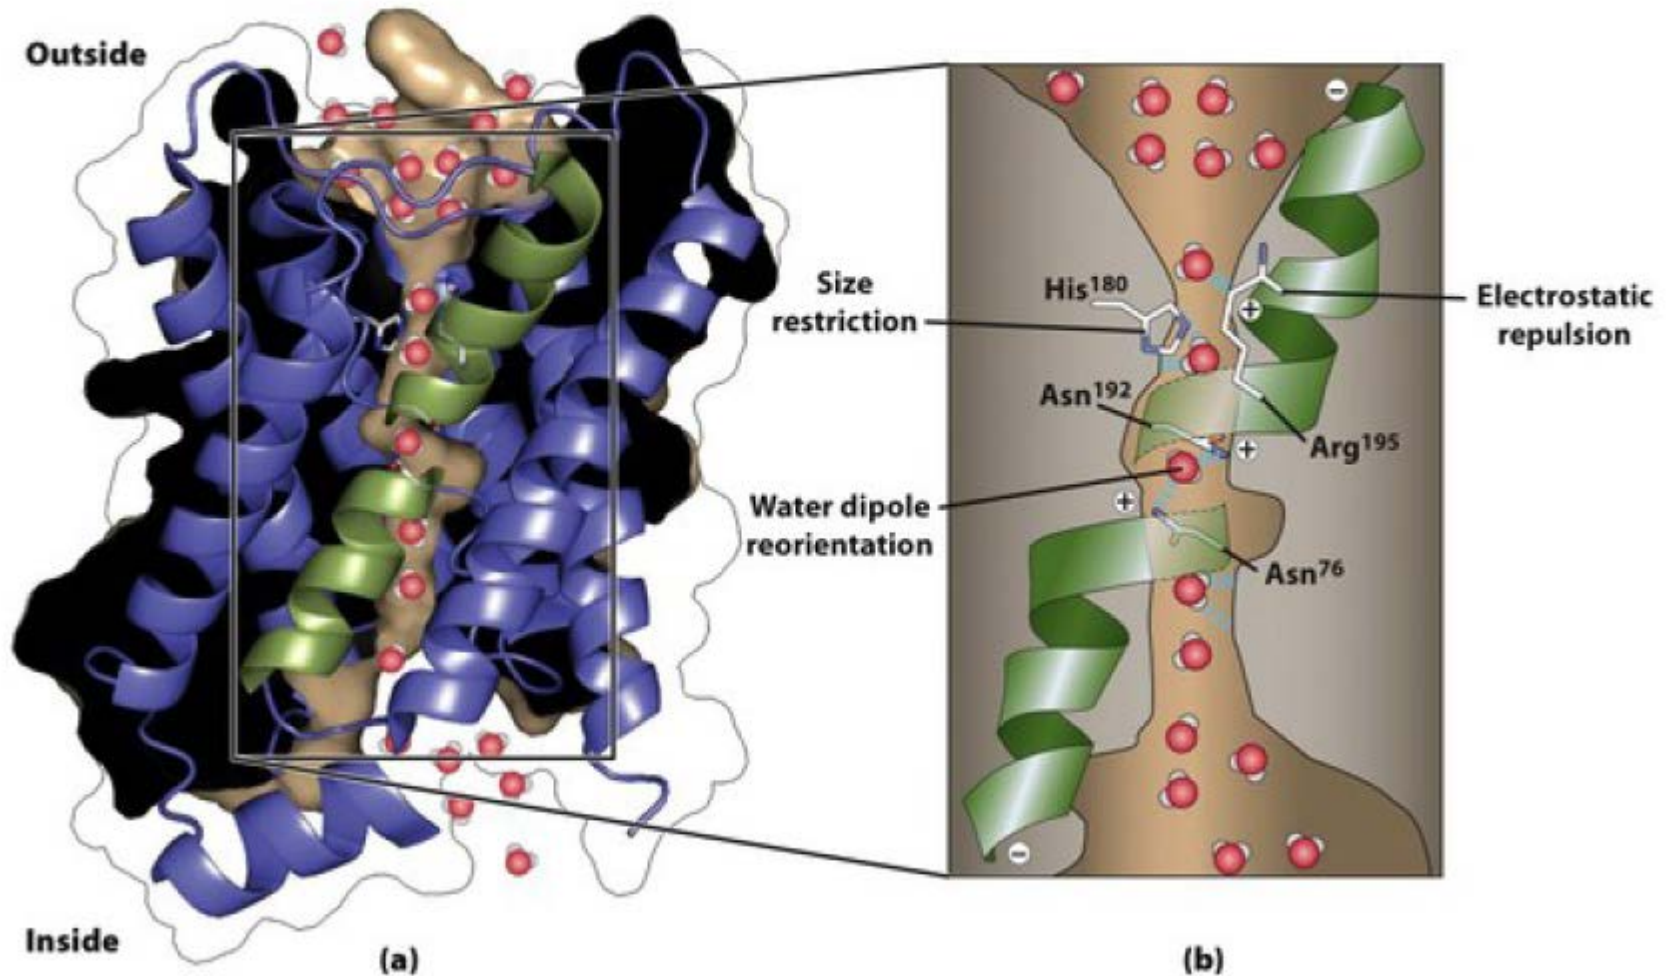 Outside
Inside
(a)
Size
restriction
Water dipole
reorientation
His180
Asn192
Arg195
Asn76
−
+
+
+
−
Electrostatic
repulsion
(b)